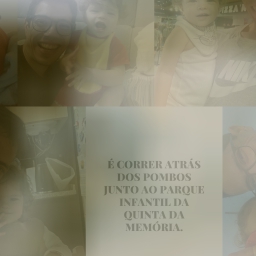 É CORRER ATRÁS
DOS POMBOS
JUNTO AO PARQUE
INFANTIL DA
QUINTA DA
MEMÓRIA.